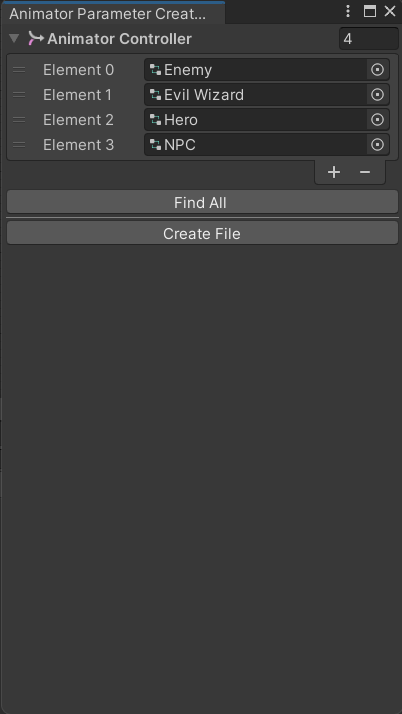 Animator Parameter Creat...
Animator Controller 4
Element 0 Enemy
Element 1 Evil Wizard
Element 2 Hero
Element 3 NPC
+ −
Find All
Create File